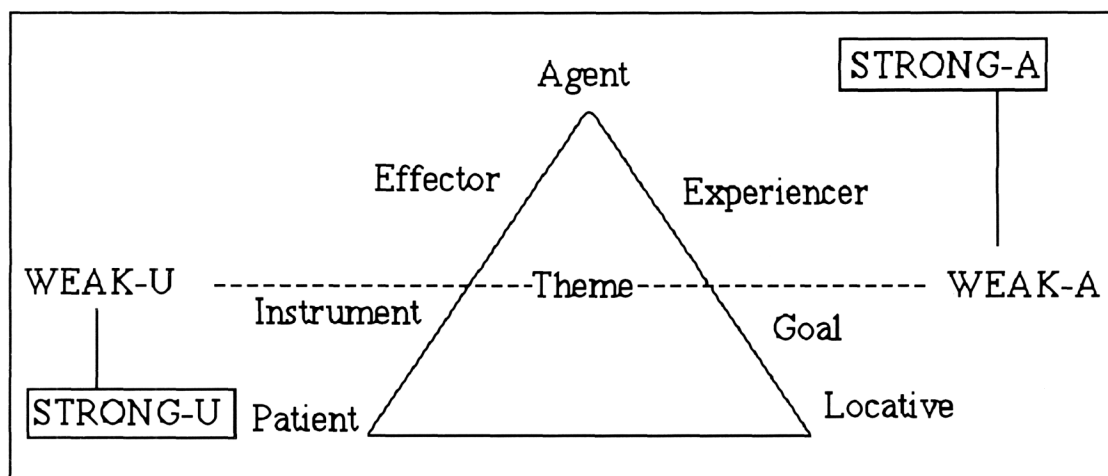 STRONG-A
Agent
Effector
Experiencer
WEAK-U
Theme
WEAK-A
Instrument
Goal
STRONG-U
Patient
Locative